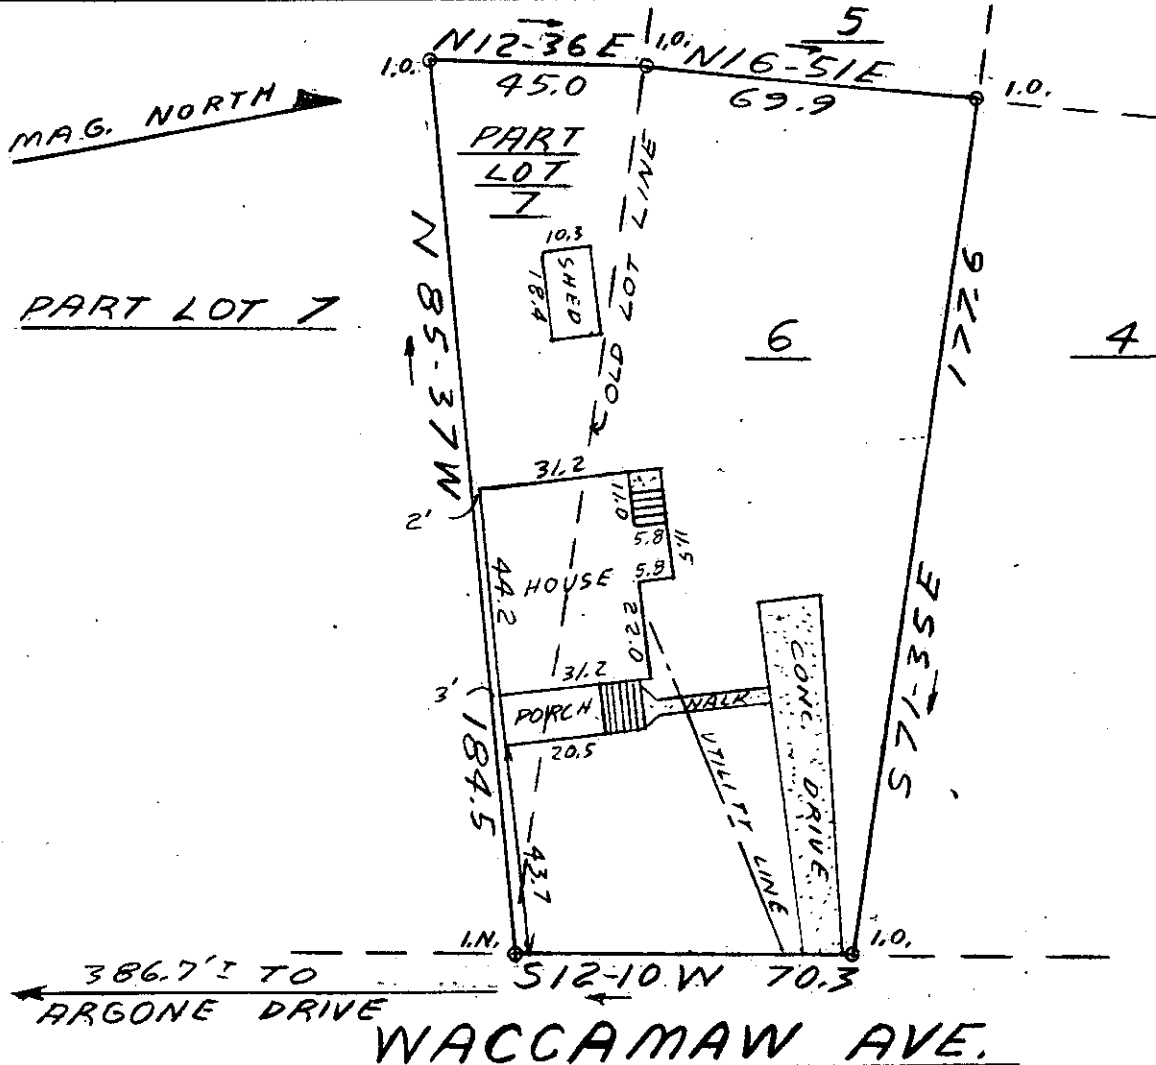 5
N12-36E
I.O.
N16-51E
I.O.
45.0
69.9
I.O.
MAG. NORTH
PART
LOT
7
OLD LOT LINE
10.3
SHED
18.4
N 85-37W
PART LOT 7
6
4
177.6
31.2
2'
11.0
5.8
11.5
5.8
44.2
HOUSE
22.0
S71-35E
31.2
3'
PORCH
WALK
CONC. DRIVE
20.5
184.5
UTILITY LINE
43.7
I.N.
I.O.
386.7'± TO
ARGONE DRIVE
S12-10 W 70.3
WACCAMAW AVE.